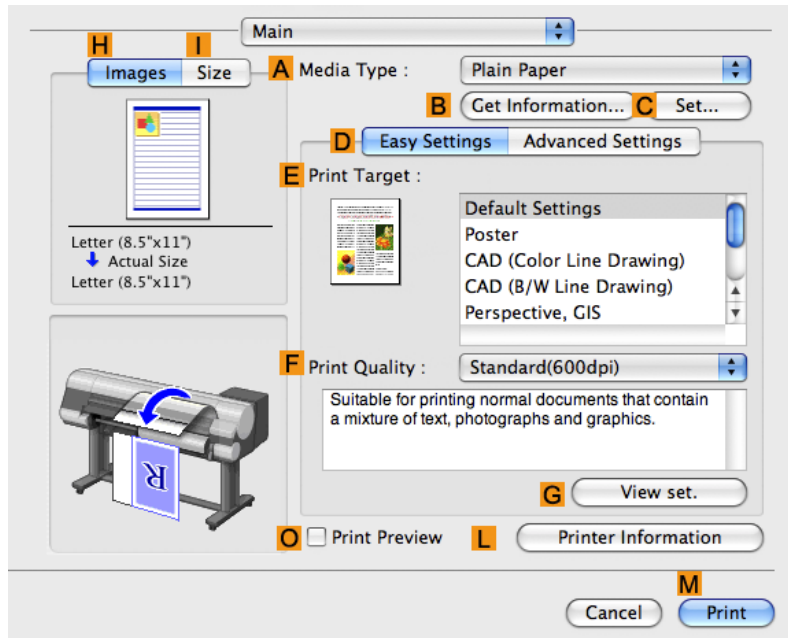 Main
H
I
Images Size
A Media Type : Plain Paper
B Get Information... C Set...
D Easy Settings Advanced Settings
E Print Target :
Default Settings
Poster
CAD (Color Line Drawing)
CAD (B/W Line Drawing)
Perspective, GIS
Letter (8.5"x11")
Actual Size
Letter (8.5"x11")
F Print Quality : Standard(600dpi)
Suitable for printing normal documents that contain
a mixture of text, photographs and graphics.
R
G View set.
O Print Preview L Printer Information
M
Cancel Print